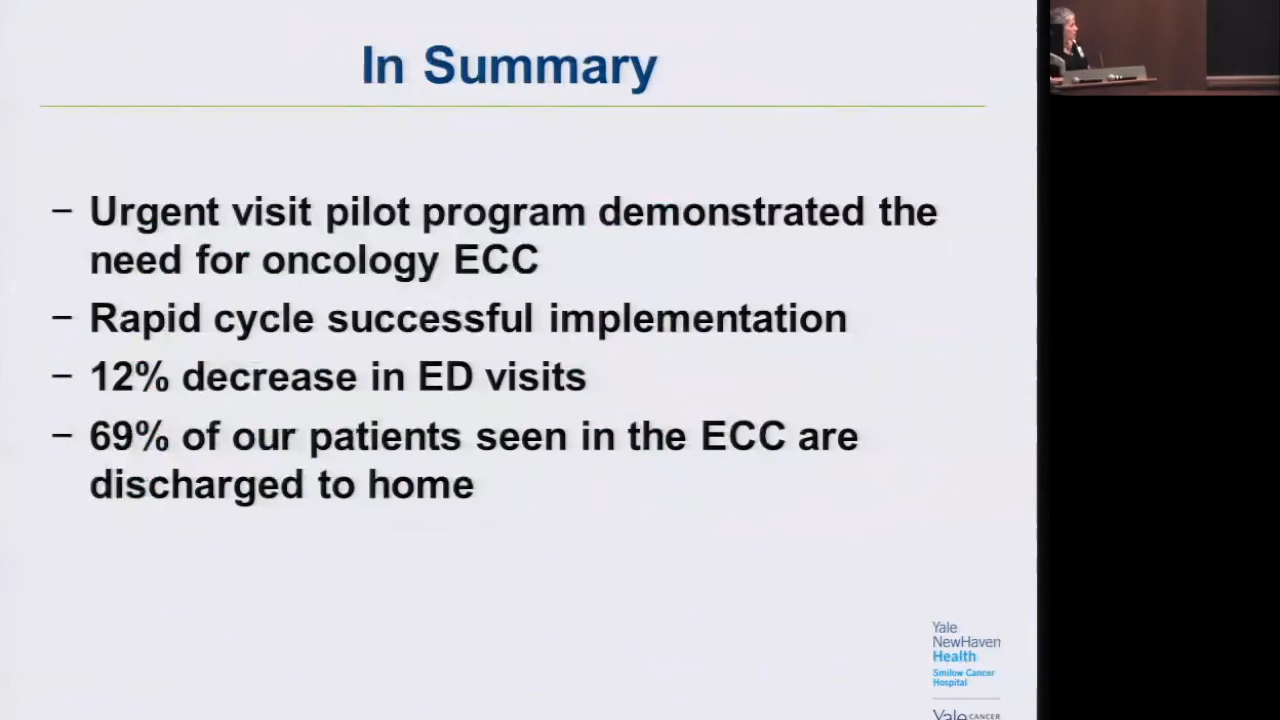 In Summary
– Urgent visit pilot program demonstrated the
need for oncology ECC
– Rapid cycle successful implementation
– 12% decrease in ED visits
– 69% of our patients seen in the ECC are
discharged to home
Yale
NewHaven
Health
Smilow Cancer
Hospital
Yale CANCER